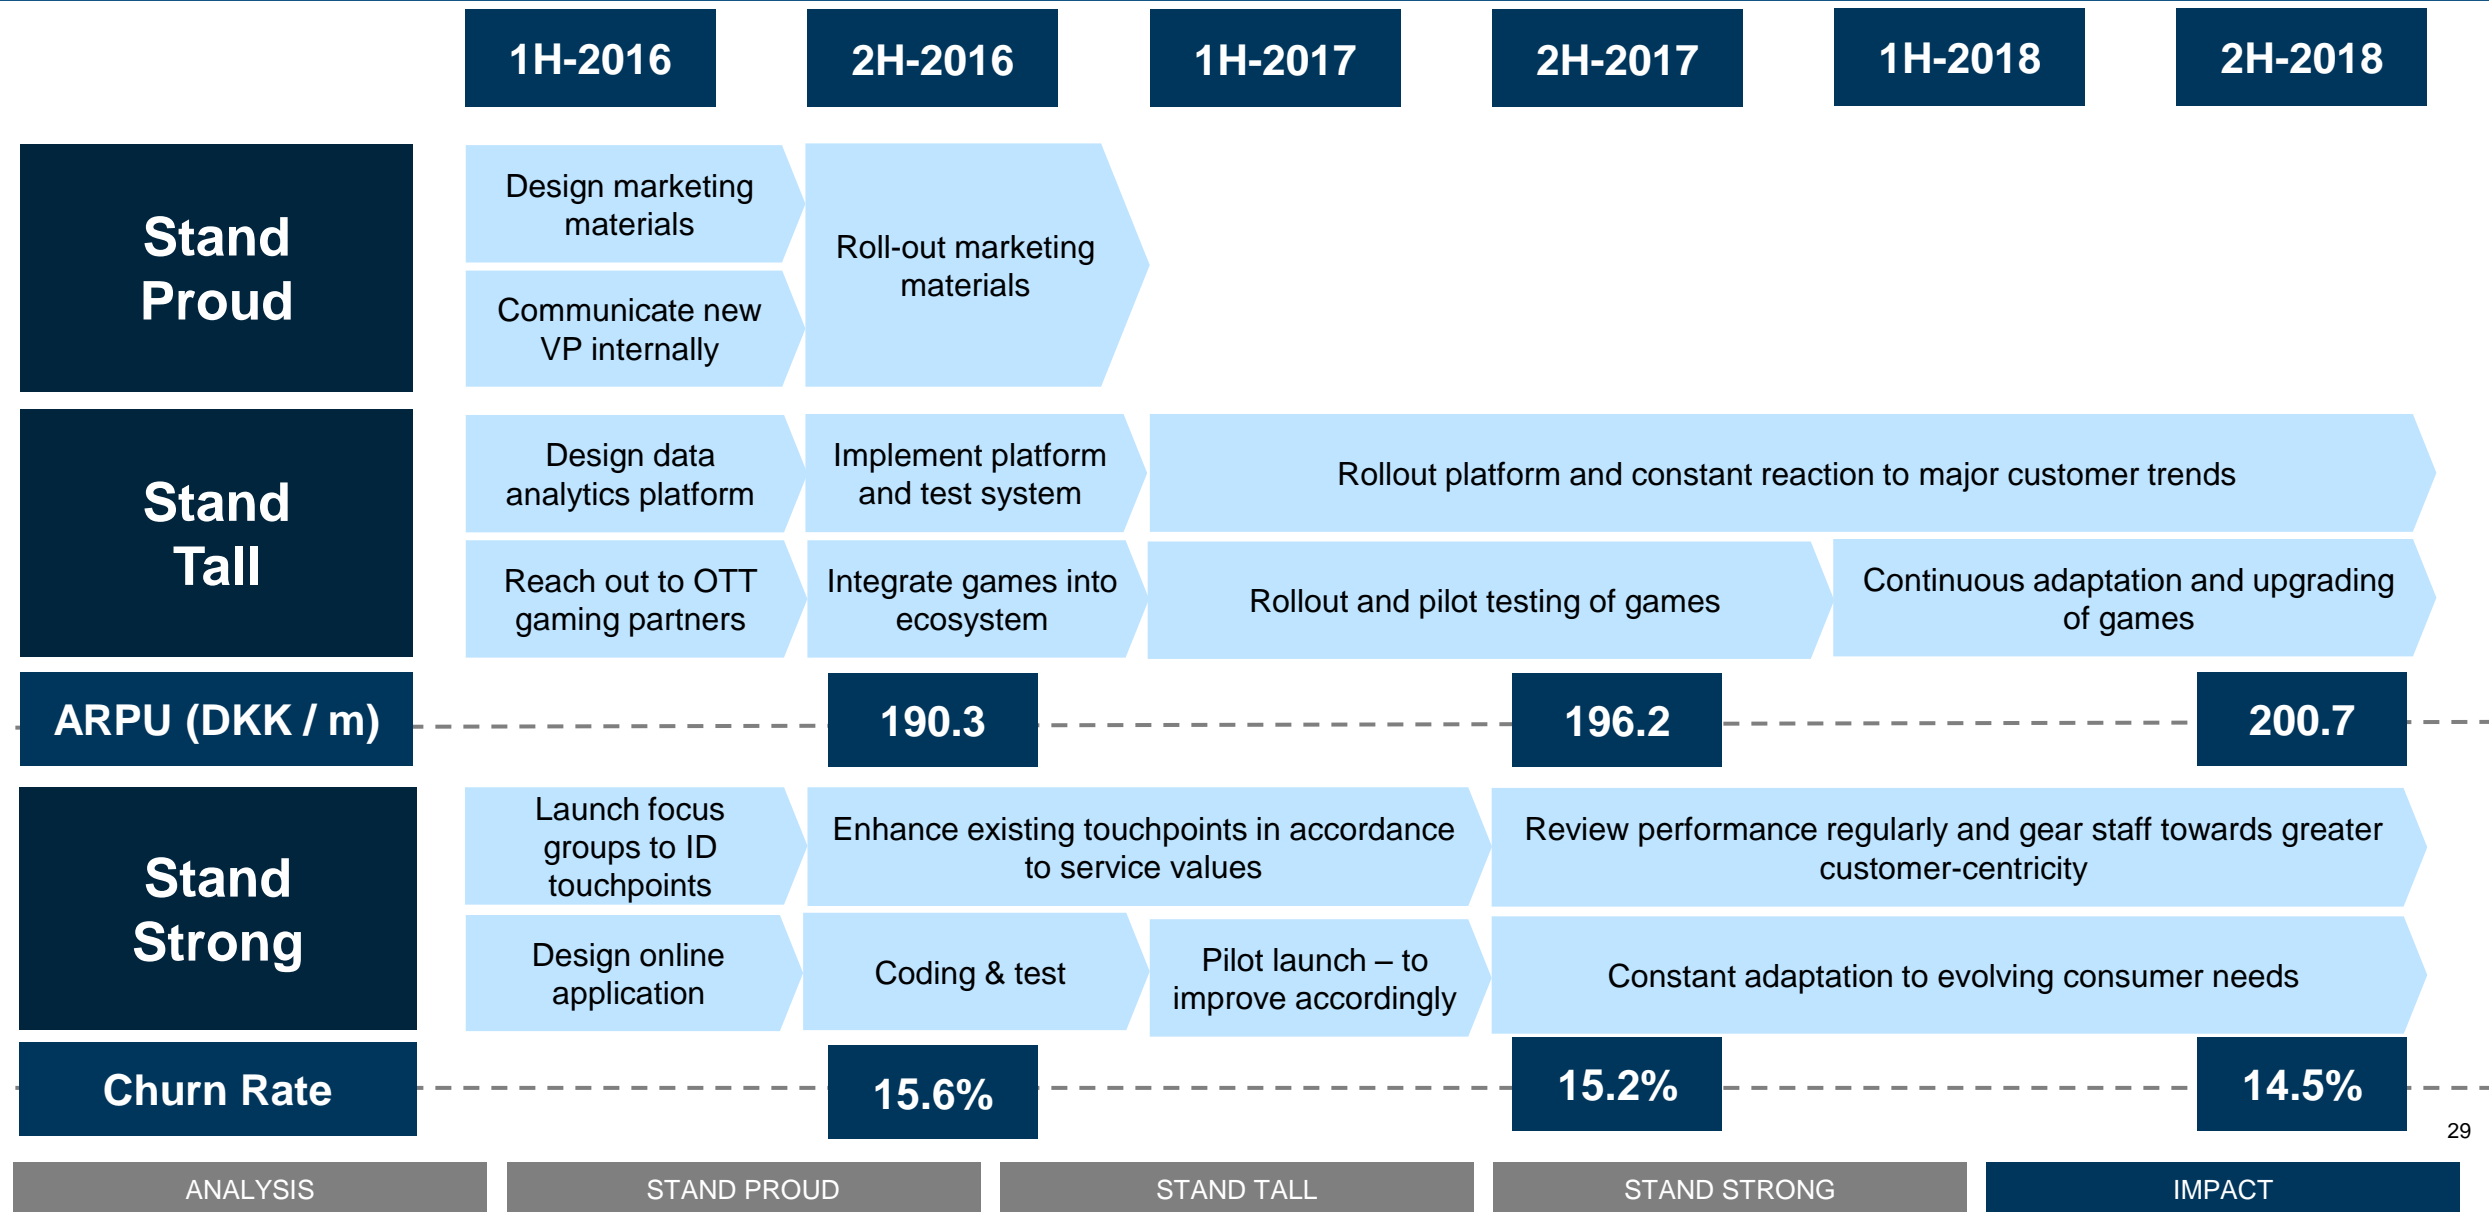 1H-2016
2H-2016
1H-2017
2H-2017
1H-2018
2H-2018
Stand
Proud
Design marketing
materials
Communicate new
VP internally
Roll-out marketing
materials
Stand
Tall
Design data
analytics platform
Implement platform
and test system
Rollout platform and constant reaction to major customer trends
Reach out to OTT
gaming partners
Integrate games into
ecosystem
Rollout and pilot testing of games
Continuous adaptation and upgrading
of games
ARPU (DKK / m)
190.3
196.2
200.7
Stand
Strong
Launch focus
groups to ID
touchpoints
Enhance existing touchpoints in accordance
to service values
Review performance regularly and gear staff towards greater
customer-centricity
Design online
application
Coding & test
Pilot launch – to
improve accordingly
Constant adaptation to evolving consumer needs
Churn Rate
15.6%
15.2%
14.5%
29
ANALYSIS
STAND PROUD
STAND TALL
STAND STRONG
IMPACT